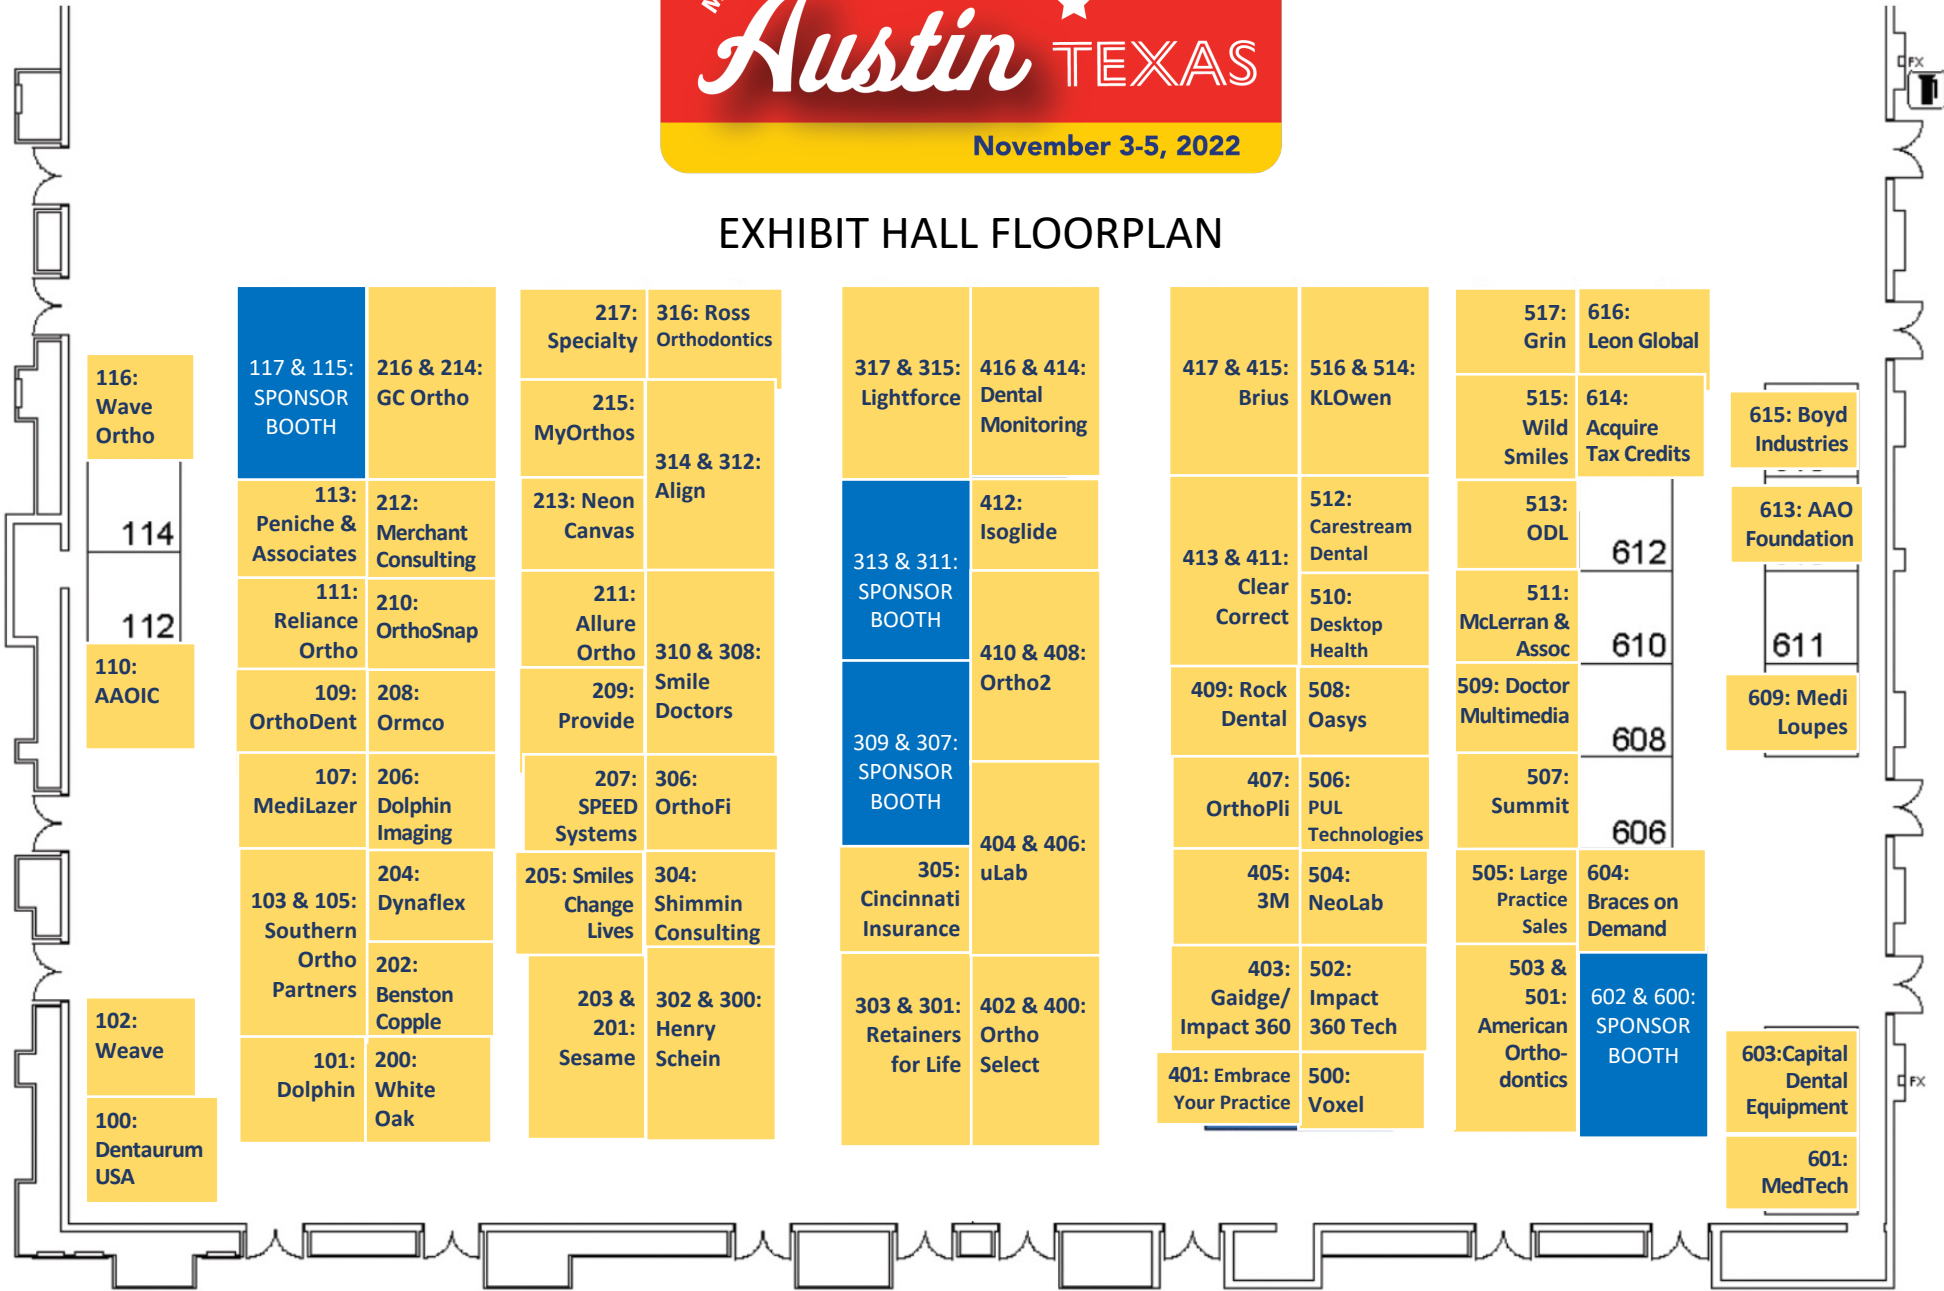 Austin TEXAS
November 3-5, 2022
EXHIBIT HALL FLOORPLAN
FX
116:
Wave
Ortho
114
112
110:
AAOIC
102:
Weave
100:
Dentaurum
USA
117 & 115:
SPONSOR
BOOTH
113:
Peniche &
Associates
111:
Reliance
Ortho
109:
OrthoDent
107:
MediLazer
103 & 105:
Southern
Ortho
Partners
101:
Dolphin
216 & 214:
GC Ortho
212:
Merchant
Consulting
210:
OrthoSnap
208:
Ormco
206:
Dolphin
Imaging
204:
Dynaflex
202:
Benston
Copple
200:
White
Oak
217:
Specialty
215:
MyOrthos
213: Neon
Canvas
211:
Allure
Ortho
209:
Provide
207:
SPEED
Systems
205: Smiles
Change
Lives
203 &
201:
Sesame
316: Ross
Orthodontics
314 & 312:
Align
310 & 308:
Smile
Doctors
306:
OrthoFi
304:
Shimmin
Consulting
302 & 300:
Henry
Schein
317 & 315:
Lightforce
313 & 311:
SPONSOR
BOOTH
309 & 307:
SPONSOR
BOOTH
305:
Cincinnati
Insurance
303 & 301:
Retainers
for Life
416 & 414:
Dental
Monitoring
412:
Isoglide
410 & 408:
Ortho2
404 & 406:
uLab
402 & 400:
Ortho
Select
417 & 415:
Brius
413 & 411:
Clear
Correct
409: Rock
Dental
407:
OrthoPli
405:
3M
403:
Gaidge/
Impact 360
401: Embrace
Your Practice
516 & 514:
KLOwen
512:
Carestream
Dental
510:
Desktop
Health
508:
Oasys
506:
PUL
Technologies
504:
NeoLab
502:
Impact
360 Tech
500:
Voxel
517:
Grin
515:
Wild
Smiles
513:
ODL
511:
McLerran &
Assoc
509: Doctor
Multimedia
507:
Summit
505: Large
Practice
Sales
503 &
501:
American
Ortho-
dontics
616:
Leon Global
614:
Acquire
Tax Credits
612
610
608
606
604:
Braces on
Demand
602 & 600:
SPONSOR
BOOTH
615: Boyd
Industries
613: AAO
Foundation
611
609: Medi
Loupes
603:Capital
Dental
Equipment
601:
MedTech
FX